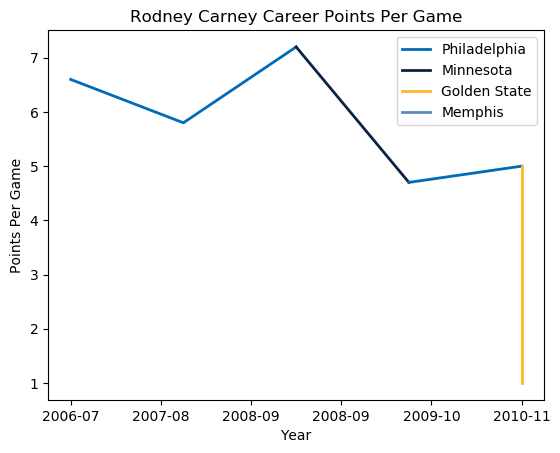 Rodney Carney Career Points Per Game
Philadelphia
Minnesota
Golden State
Memphis
Points Per Game
7
6
5
4
3
2
1
2006-07 2007-08 2008-09 2008-09 2009-10 2010-11
Year